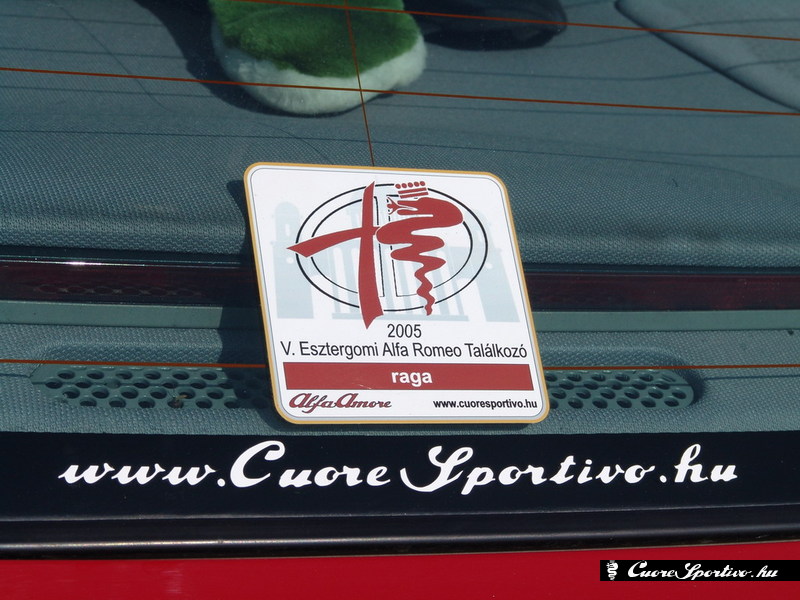 2005
V. Esztergomi Alfa Romeo Találkozó
raga
AlfaAmore www.cuoresportivo.hu
www.CuoreSportivo.hu
CuoreSportivo.hu